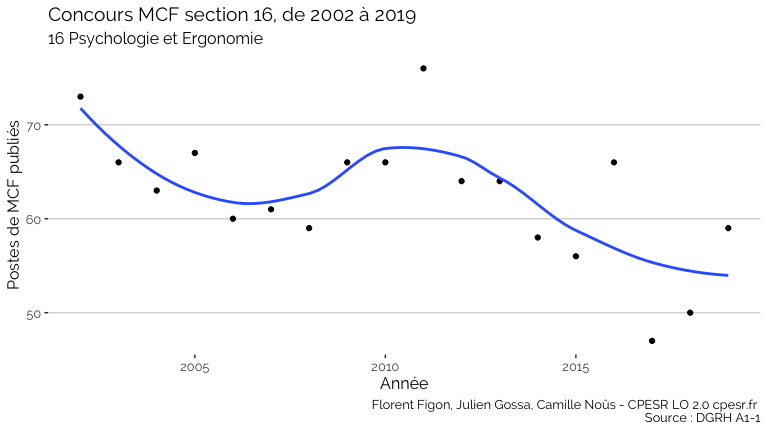 Concours MCF section 16, de 2002 à 2019
16 Psychologie et Ergonomie
Postes de MCF publiés
70
60
50
2005
2010
2015
Année
Florent Figon, Julien Gossa, Camille Noûs - CPESR LO 2.0 cpesr.fr
Source : DGRH A1-1